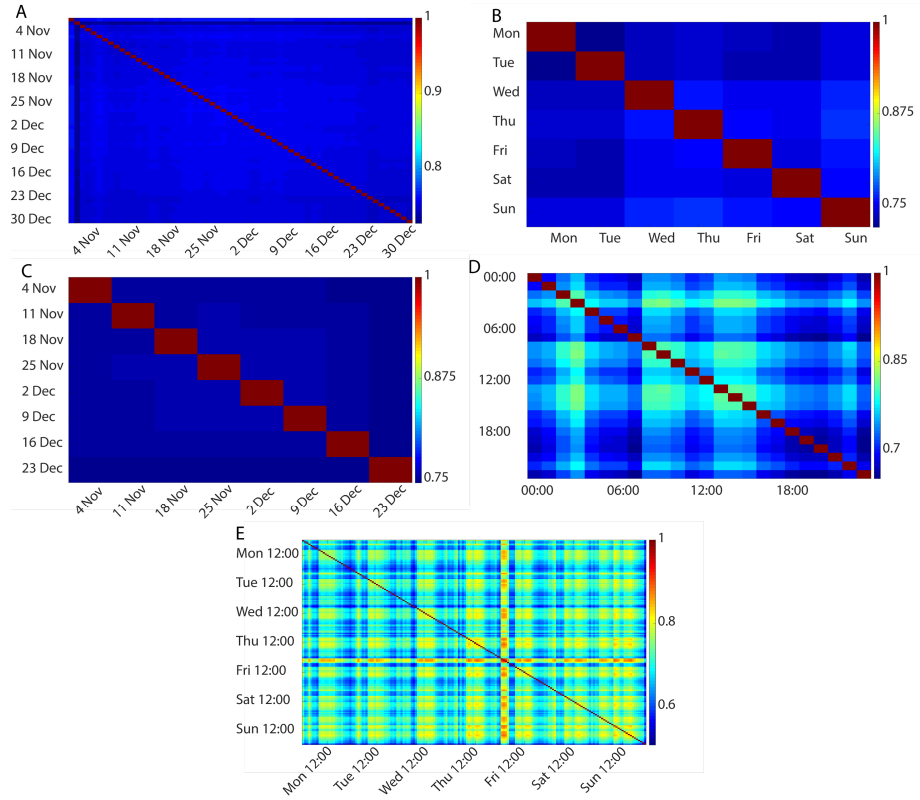 A
4 Nov
11 Nov
18 Nov
25 Nov
2 Dec
9 Dec
16 Dec
23 Dec
30 Dec
4 Nov 11 Nov 18 Nov 25 Nov 2 Dec 9 Dec 16 Dec 23 Dec 30 Dec
1
0.9
0.8
B
Mon
Tue
Wed
Thu
Fri
Sat
Sun
Mon Tue Wed Thu Fri Sat Sun
1
0.875
0.75
C
4 Nov
11 Nov
18 Nov
25 Nov
2 Dec
9 Dec
16 Dec
23 Dec
4 Nov 11 Nov 18 Nov 25 Nov 2 Dec 9 Dec 16 Dec 23 Dec
1
0.875
0.75
D
00:00
06:00
12:00
18:00
00:00 06:00 12:00 18:00
1
0.85
0.7
E
Mon 12:00
Tue 12:00
Wed 12:00
Thu 12:00
Fri 12:00
Sat 12:00
Sun 12:00
Mon 12:00 Tue 12:00 Wed 12:00 Thu 12:00 Fri 12:00 Sat 12:00 Sun 12:00
1
0.8
0.6